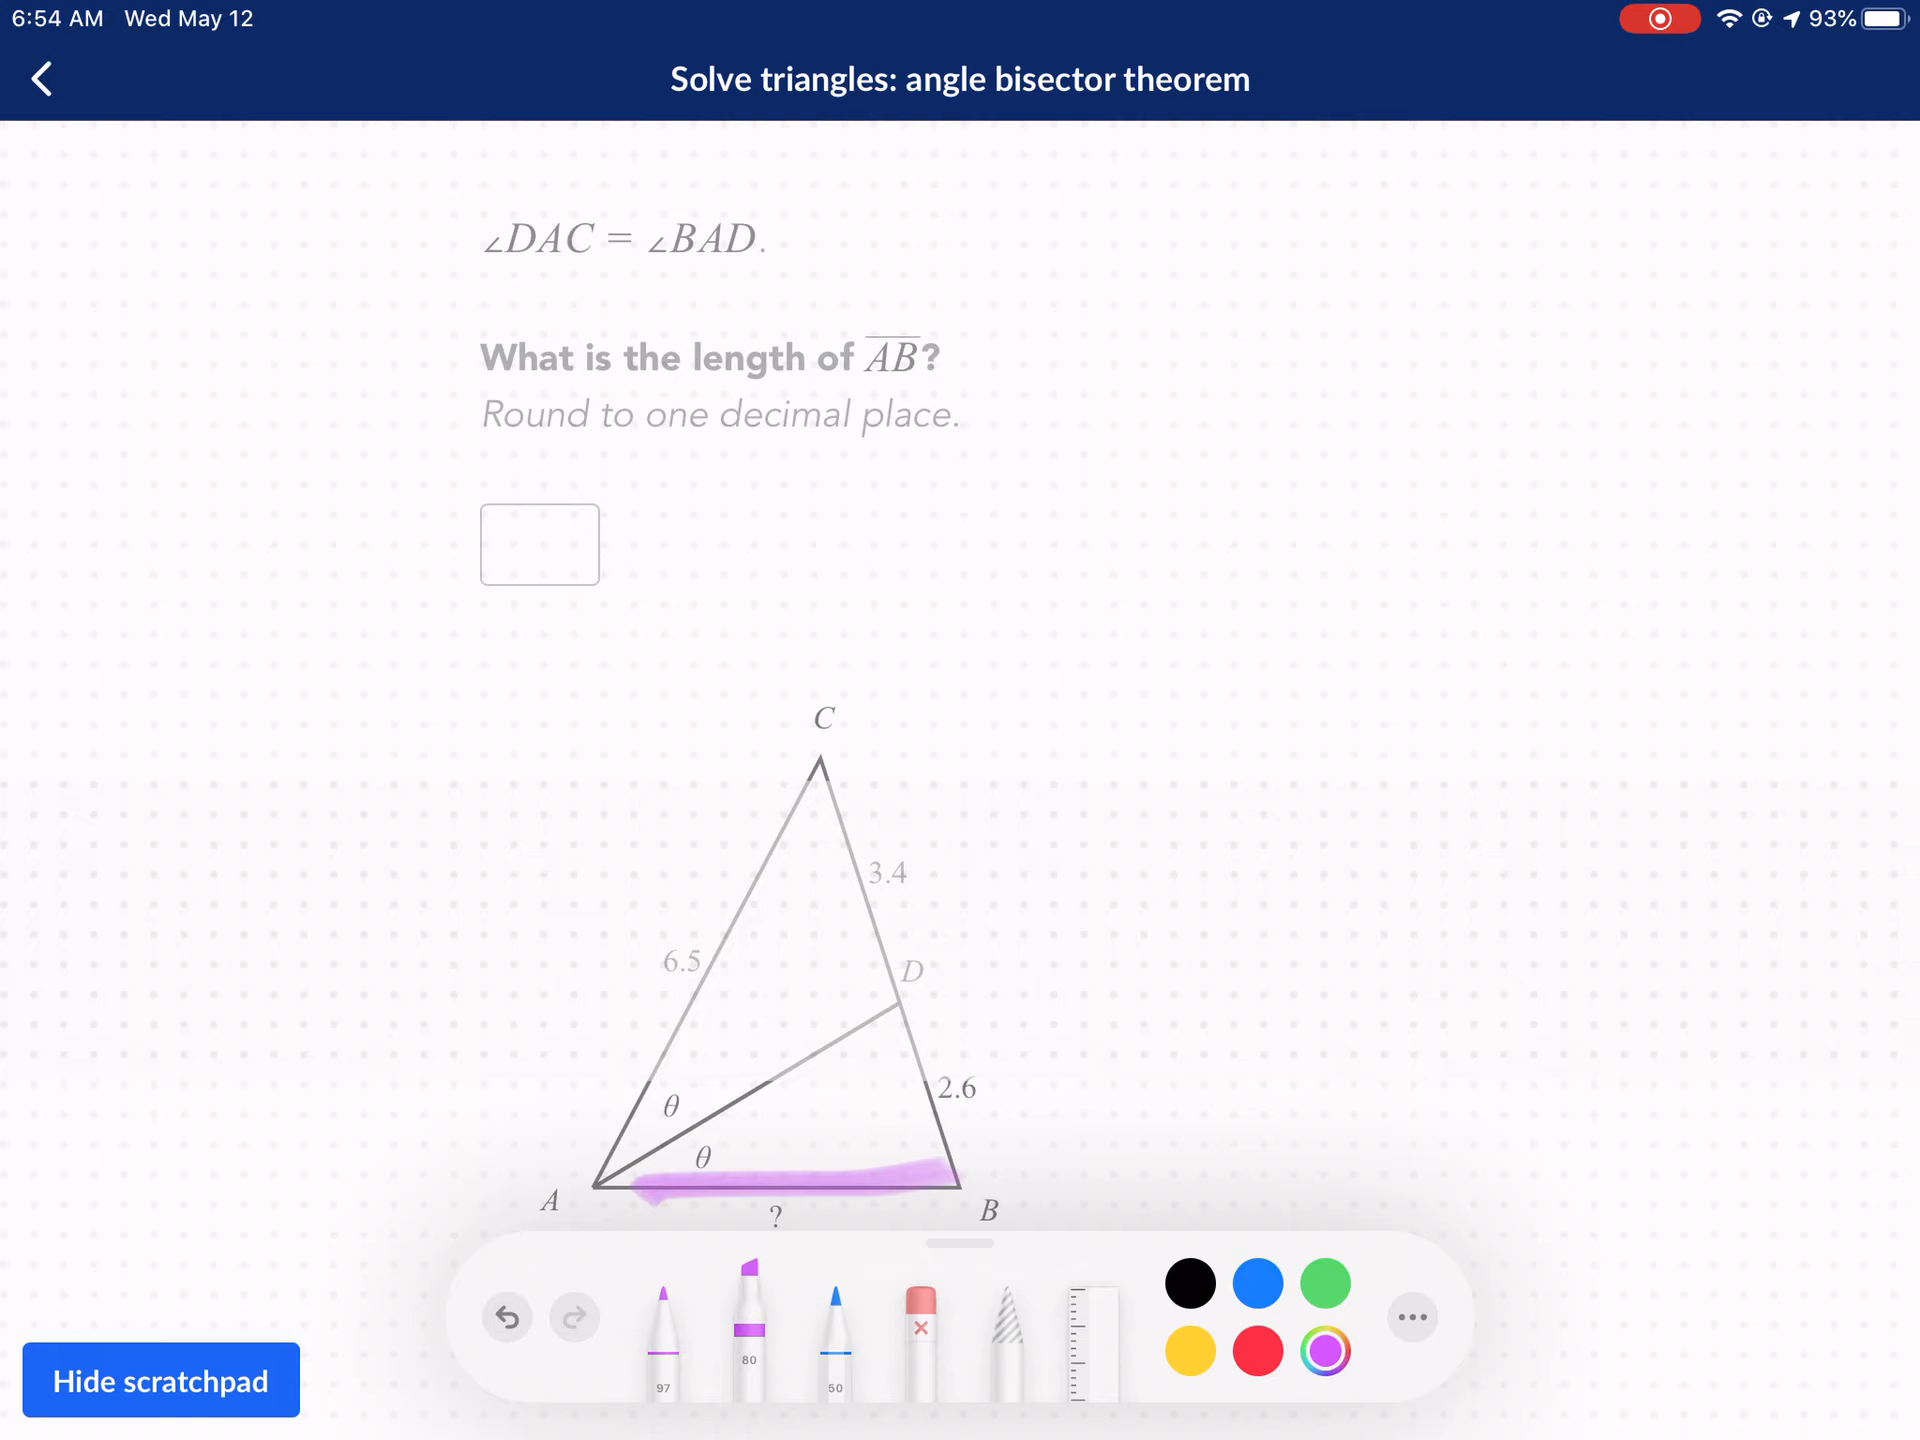 6:54 AM Wed May 12
93%
Solve triangles: angle bisector theorem
∠DAC = ∠BAD.
What is the length of AB?
Round to one decimal place.
C
3.4
6.5
D
θ
2.6
θ
A
B
?
97
80
50
Hide scratchpad